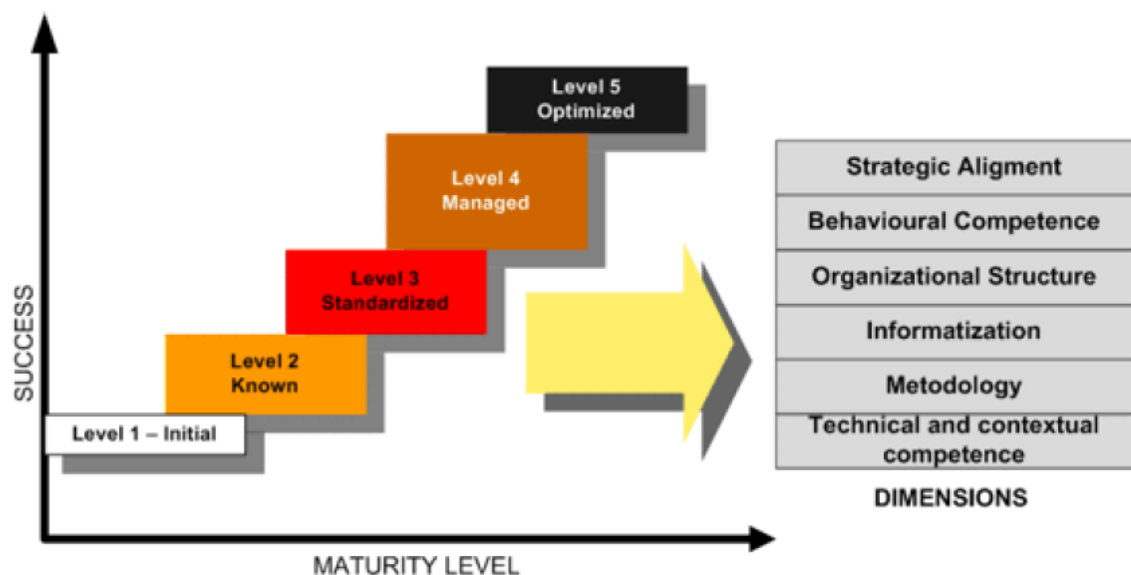 Level 5
Optimized
Level 4
Managed
Level 3
Standardized
Level 2
Known
Level 1 – Initial
SUCCESS
MATURITY LEVEL
Strategic Aligment
Behavioural Competence
Organizational Structure
Informatization
Metodology
Technical and contextual
competence
DIMENSIONS